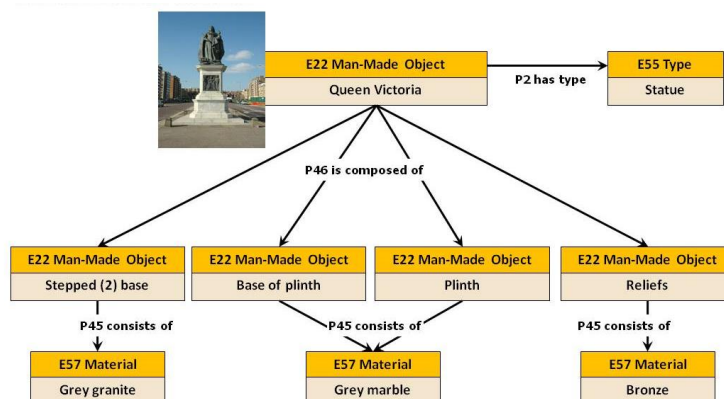 E22 Man-Made Object
Queen Victoria
P2 has type
E55 Type
Statue
P46 is composed of
E22 Man-Made Object
Stepped (2) base
E22 Man-Made Object
Base of plinth
E22 Man-Made Object
Plinth
E22 Man-Made Object
Reliefs
P45 consists of
P45 consists of
P45 consists of
E57 Material
Grey granite
E57 Material
Grey marble
E57 Material
Bronze